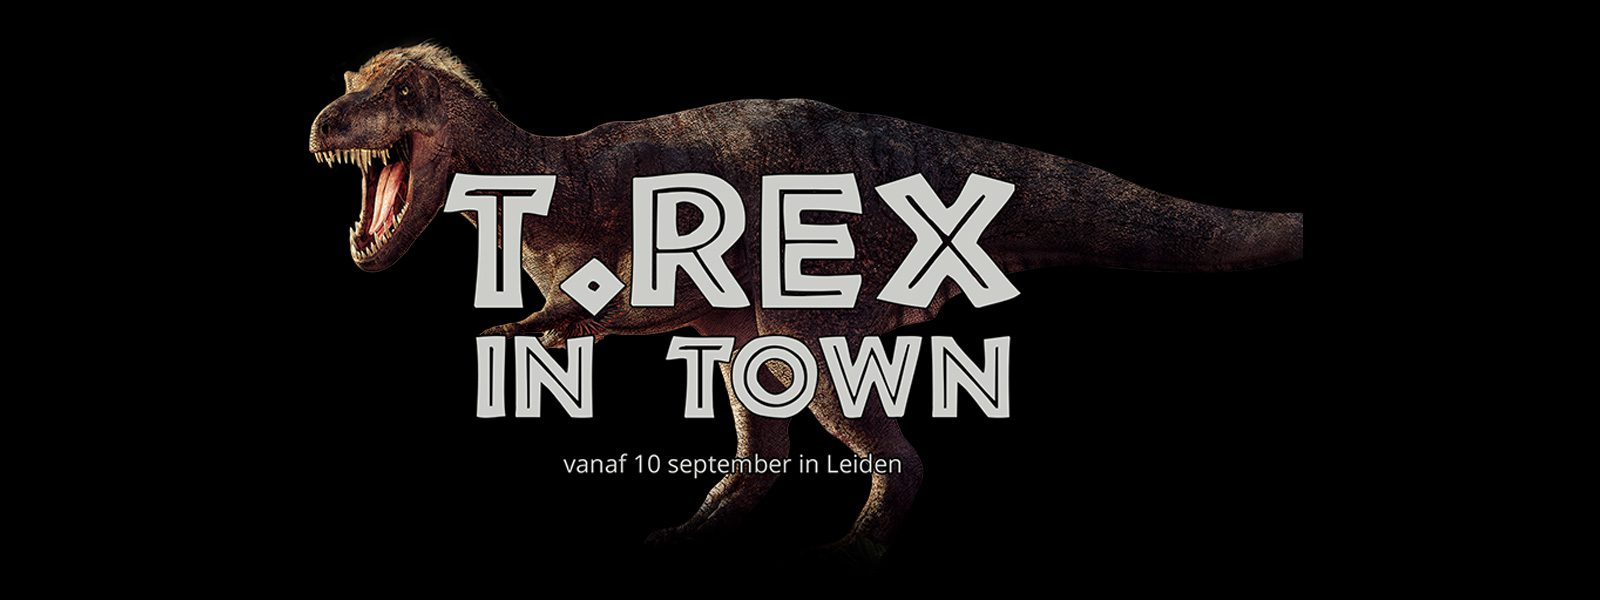 T.REX
IN TOWN
vanaf 10 september in Leiden